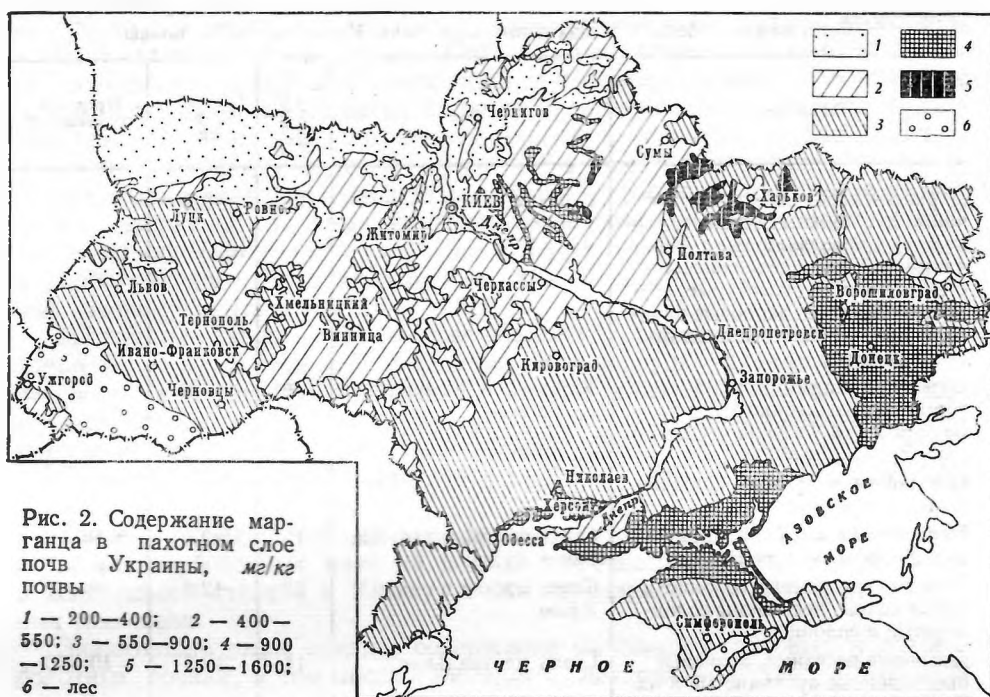 1
4
2
5
3
6
Чернигов
Сумы
КИЕВ
Харьков
Луцк
Ровно
Днепр
Житомир
Полтава
Львов
Черкассы
Ворошиловград
Хмельницкий
Тернополь
Винница
Днепропетровск
Донецк
Ивано-Франковск
Кировоград
Ужгород
Запорожье
Черновцы
Николаев
Херсон
Днепр
Одесса
АЗОВСКОЕ
МОРЕ
Симферополь
ЧЕРНОЕ МОРЕ
Рис. 2. Содержание мар-
ганца в пахотном слое
почв Украины, мг/кг
почвы
1 — 200—400; 2 — 400—
550; 3 — 550—900; 4 — 900
—1250; 5 — 1250—1600;
6 — лес